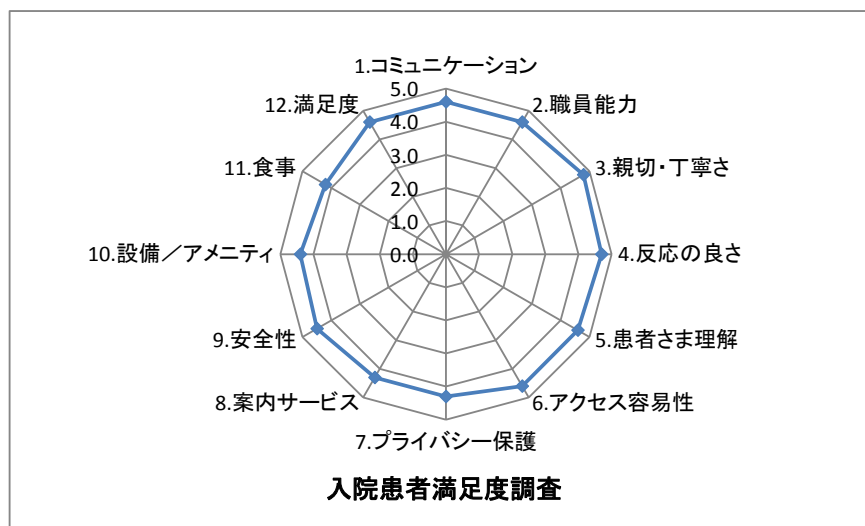 1.コミュニケーション
2.職員能力
3.親切・丁寧さ
4.反応の良さ
5.患者さま理解
6.アクセス容易性
7.プライバシー保護
8.案内サービス
9.安全性
10.設備／アメニティ
11.食事
12.満足度
5.0
4.0
3.0
2.0
1.0
0.0
入院患者満足度調査